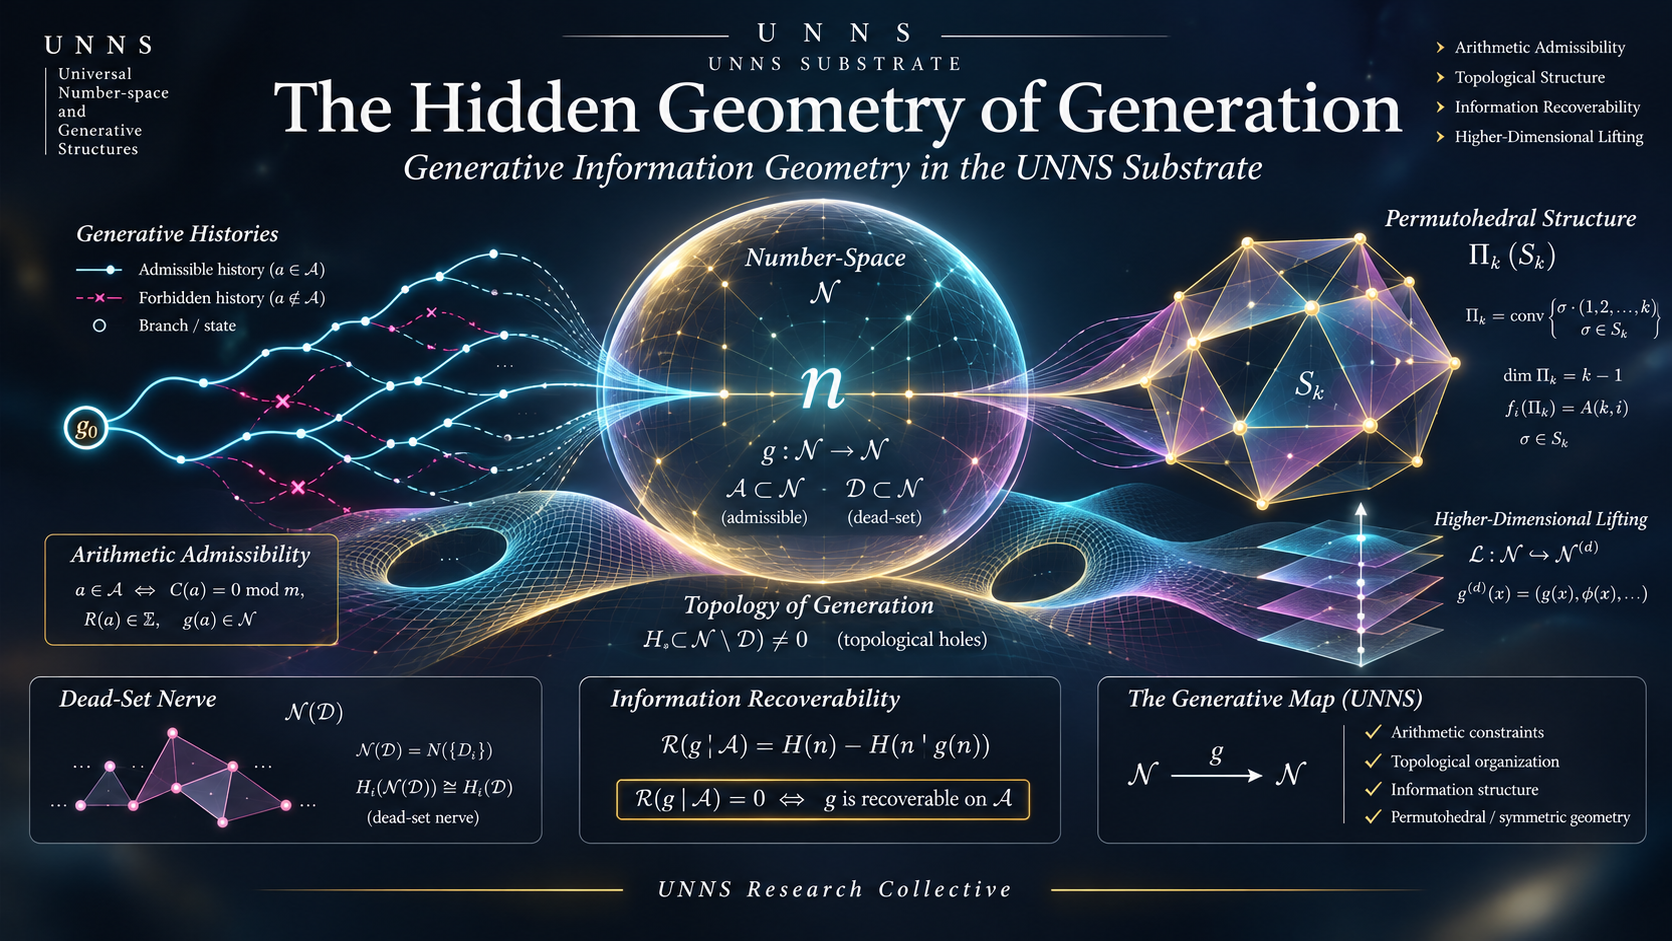 U N N S
Universal
Number-space
and
Generative
Structures
U N N S
UNNS SUBSTRATE
The Hidden Geometry of Generation
Generative Information Geometry in the UNNS Substrate
Arithmetic Admissibility
Topological Structure
Information Recoverability
Higher-Dimensional Lifting
Generative Histories
Admissible history (a ∈ 𝒜)
Forbidden history (a ∉ 𝒜)
Branch / state
g₀
...
Number-Space
𝒩
n
g : 𝒩 → 𝒩
𝒜 ⊂ 𝒩 · 𝒟 ⊂ 𝒩
(admissible) (dead-set)
Permutohedral Structure
Πₖ (Sₖ)
Πₖ = conv { σ · (1,2,…,k)
σ ∈ Sₖ }
dim Πₖ = k − 1
fᵢ(Πₖ) = A(k,i)
σ ∈ Sₖ
Sₖ
Higher-Dimensional Lifting
ℒ : 𝒩 ↪ 𝒩⁽ᵈ⁾
g⁽ᵈ⁾(x) = (g(x), ϕ(x), …)
Arithmetic Admissibility
a ∈ 𝒜 ⇔ C(a) = 0 mod m,
R(a) ∈ 𝔼, g(a) ∈ 𝒩
Topology of Generation
H ⊂ 𝒩 \ 𝒟) ≠ 0 (topological holes)
Dead-Set Nerve
𝒩(𝒟)
𝒩(𝒟) = N({Dᵢ})
Hᵢ(𝒩(𝒟)) ≅ Hᵢ(𝒟)
(dead-set nerve)
Information Recoverability
ℛ(g ¦ 𝒜) = H(n) − H(n ' g(n))
ℛ(g | 𝒜) = 0 ⇔ g is recoverable on 𝒜
The Generative Map (UNNS)
𝒩 g→ 𝒩
✓ Arithmetic constraints
✓ Topological organization
✓ Information structure
✓ Permutohedral / symmetric geometry
UNNS Research Collective